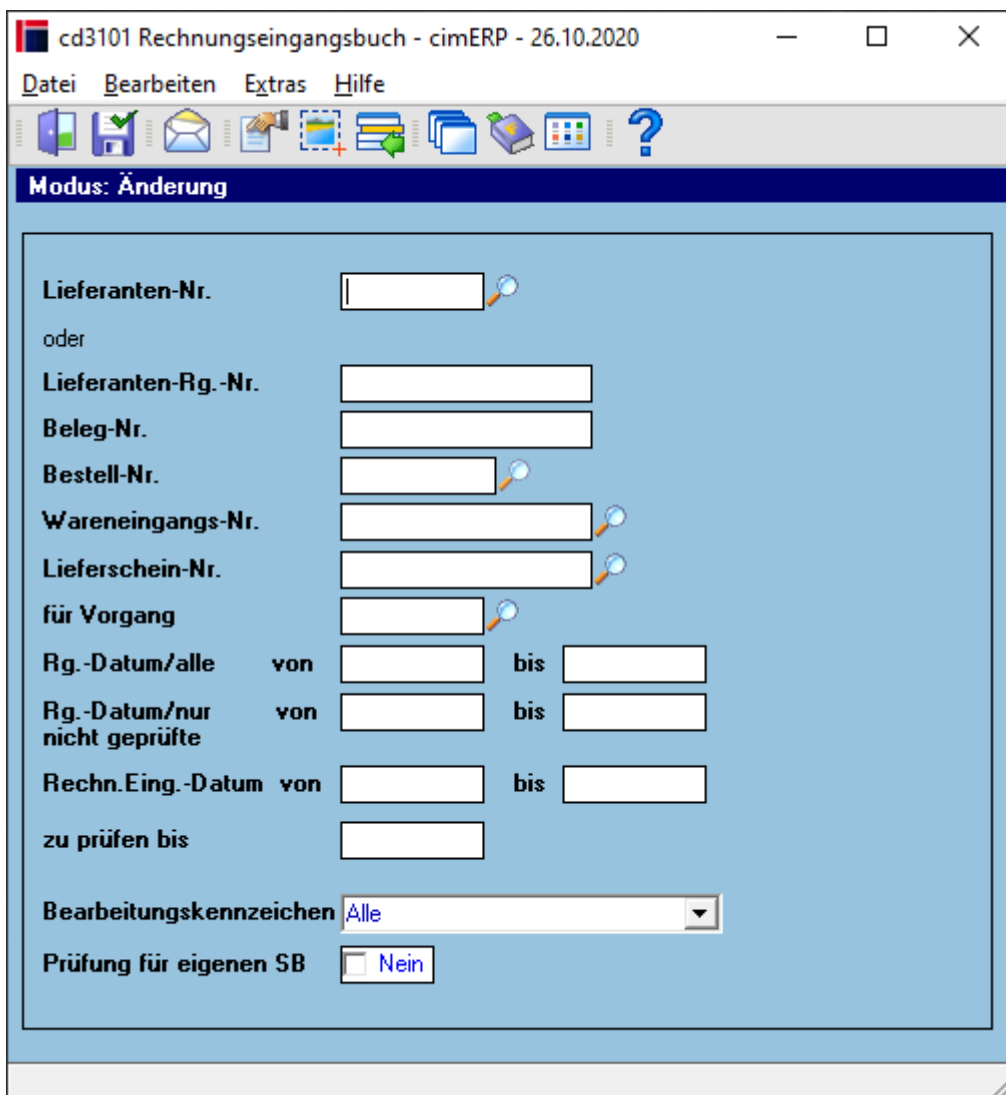 cd3101 Rechnungseingangsbuch - cimERP - 26.10.2020
Datei Bearbeiten Extras Hilfe
Modus: Änderung
Lieferanten-Nr.
oder
Lieferanten-Rg.-Nr.
Beleg-Nr.
Bestell-Nr.
Wareneingangs-Nr.
Lieferschein-Nr.
für Vorgang
Rg.-Datum/alle von bis
Rg.-Datum/nur von bis
nicht geprüfte
Rechn.Eing.-Datum von bis
zu prüfen bis
Bearbeitungskennzeichen Alle
Prüfung für eigenen SB Nein